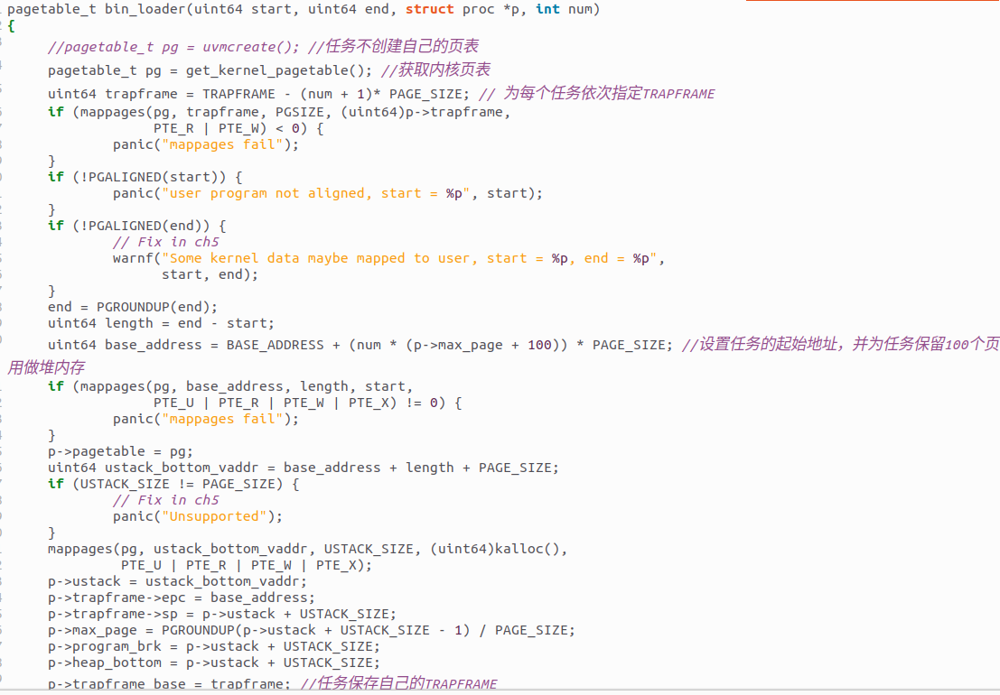 pagetable_t bin_loader(uint64 start, uint64 end, struct proc *p, int num)
{
//pagetable_t pg = uvmcreate(); //任务不创建自己的页表
pagetable_t pg = get_kernel_pagetable(); //获取内核页表
uint64 trapframe = TRAPFRAME - (num + 1)* PAGE_SIZE; // 为每个任务依次指定TRAPFRAME
if (mappages(pg, trapframe, PGSIZE, (uint64)p->trapframe,
PTE_R | PTE_W) < 0) {
panic("mappages fail");
}
if (!PGALIGNED(start)) {
panic("user program not aligned, start = %p", start);
}
if (!PGALIGNED(end)) {
// Fix in ch5
warnf("Some kernel data maybe mapped to user, start = %p, end = %p",
start, end);
}
end = PGROUNDUP(end);
uint64 length = end - start;
uint64 base_address = BASE_ADDRESS + (num * (p->max_page + 100)) * PAGE_SIZE; //设置任务的起始地址，并为任务保留100个页
用做堆内存
if (mappages(pg, base_address, length, start,
PTE_U | PTE_R | PTE_W | PTE_X) != 0) {
panic("mappages fail");
}
p->pagetable = pg;
uint64 ustack_bottom_vaddr = base_address + length + PAGE_SIZE;
if (USTACK_SIZE != PAGE_SIZE) {
// Fix in ch5
panic("Unsupported");
}
mappages(pg, ustack_bottom_vaddr, USTACK_SIZE, (uint64)kalloc(),
PTE_U | PTE_R | PTE_W | PTE_X);
p->ustack = ustack_bottom_vaddr;
p->trapframe->epc = base_address;
p->trapframe->sp = p->ustack + USTACK_SIZE;
p->max_page = PGROUNDUP(p->ustack + USTACK_SIZE - 1) / PAGE_SIZE;
p->program_brk = p->ustack + USTACK_SIZE;
p->heap_bottom = p->ustack + USTACK_SIZE;
p->trapframe_base = trapframe; //任务保存自己的TRAPFRAME